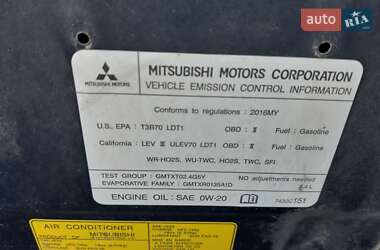 auto RIA
MITSUBISHI MOTORS CORPORATION
MITSUBISHI MOTORS
VEHICLE EMISSION CONTROL INFORMATION
Conforms to regulations : 2016MY
U.S. EPA : T3B70 LDT1 OBD : II Fuel : Gasoline
California : LEV III ULEV70 LDT1 OBD : II Fuel : Gasoline
WR-HO2S, WU-TWC, HO2S, TWC, SFI
No adjustments needed
TEST GROUP : GMTXT02.4G5Y
EVAPORATIVE FAMILY : GMTXR0135A1D
2.4L
ENGINE OIL: SAE 0W-20
AIR CONDITIONER
MITSUBISHI